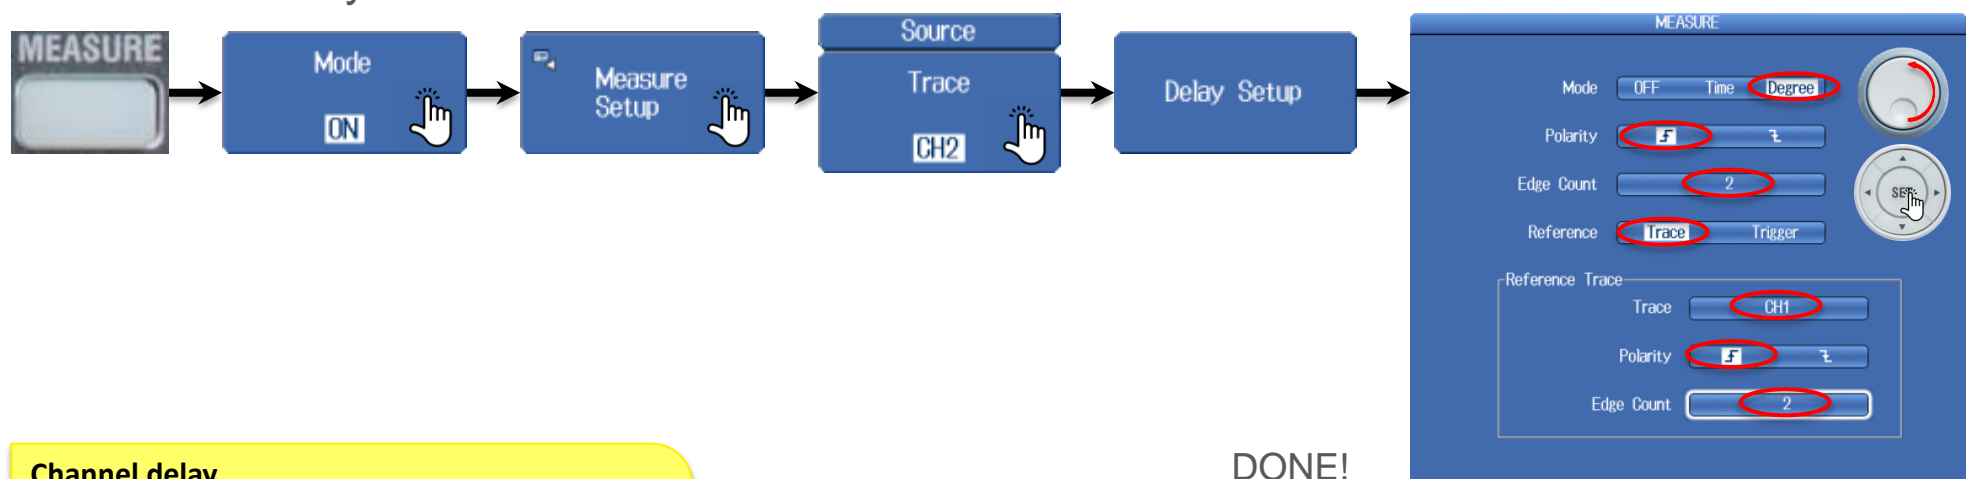 MEASURE
Mode
ON
Measure
Setup
Source
Trace
CH2
Delay Setup
MEASURE
Mode OFF Time Degree
Polarity
Edge Count 2
SET
Reference Trace Trigger
Reference Trace
Trace CH1
Polarity
Edge Count 2
Channel delay
DONE!